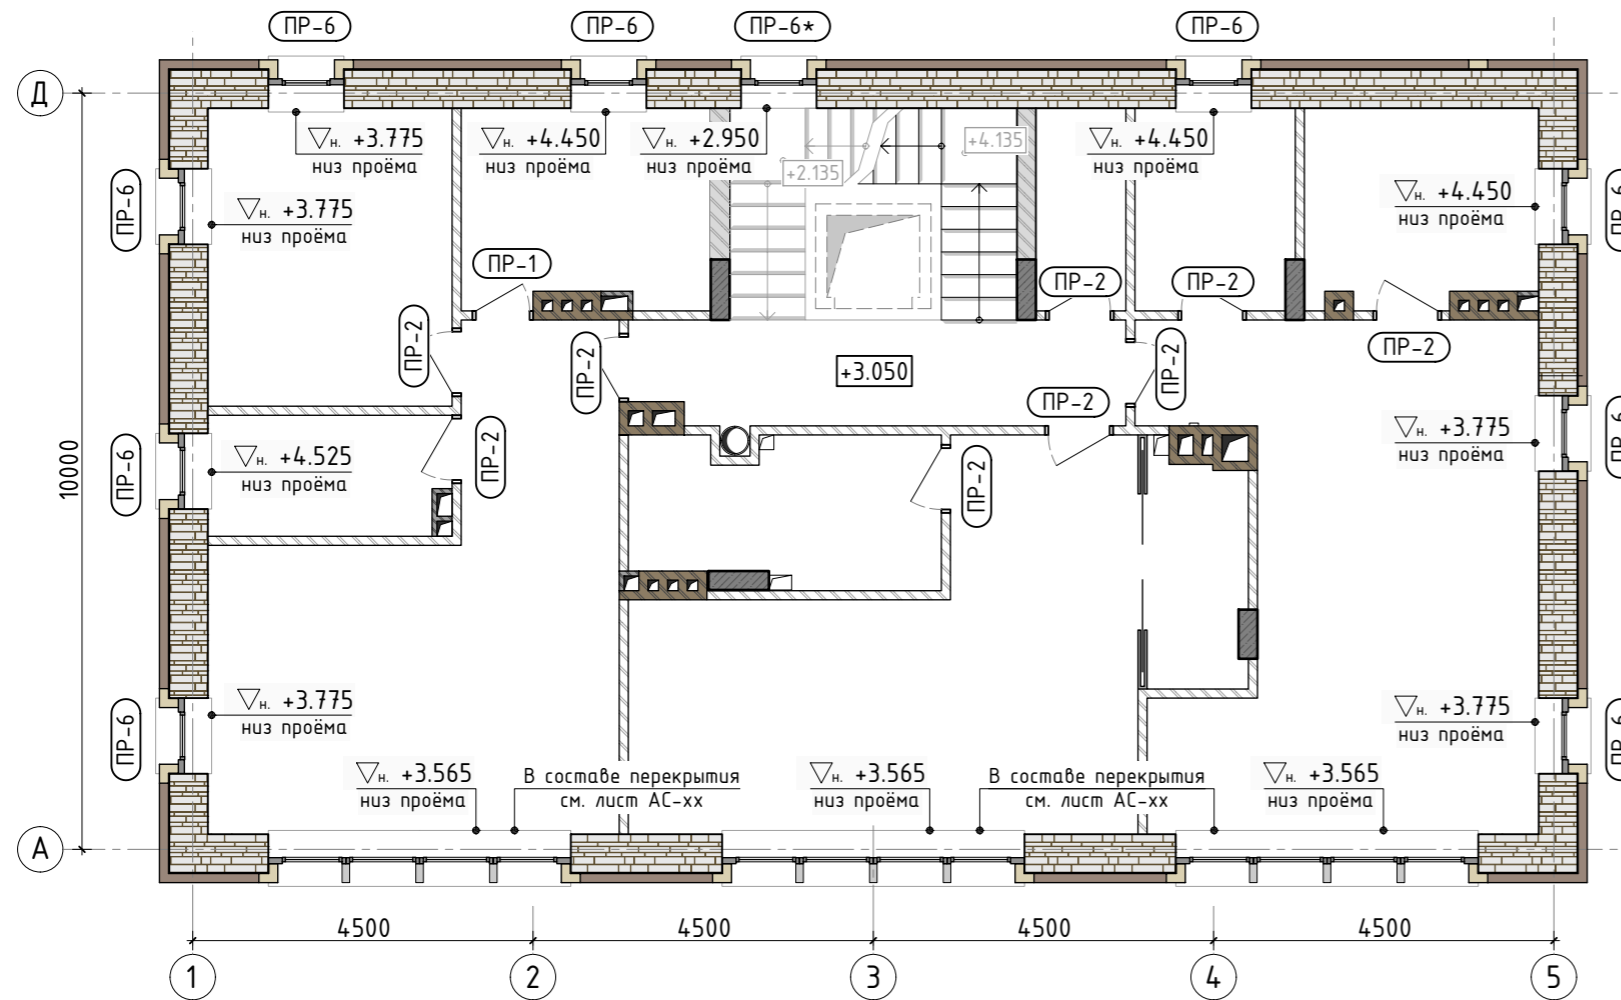 ПР-6
ПР-6
ПР-6*
ПР-6
Д
н. +3.775
низ проёма
н. +4.450
низ проёма
н. +2.950
низ проёма
+2.135
+4.135
н. +4.450
низ проёма
ПР-6
н. +3.775
низ проёма
н. +4.450
низ проёма
ПР-6
ПР-1
ПР-2
ПР-2
ПР-2
ПР-2
ПР-2
ПР-2
ПР-2
+3.050
ПР-2
10000
ПР-6
н. +4.525
низ проёма
ПР-2
ПР-2
н. +3.775
низ проёма
ПР-6
ПР-6
н. +3.775
низ проёма
н. +3.775
низ проёма
ПР-6
н. +3.565
низ проёма
В составе перекрытия
см. лист АС-хх
н. +3.565
низ проёма
В составе перекрытия
см. лист АС-хх
н. +3.565
низ проёма
А
4500
4500
4500
4500
1
2
3
4
5